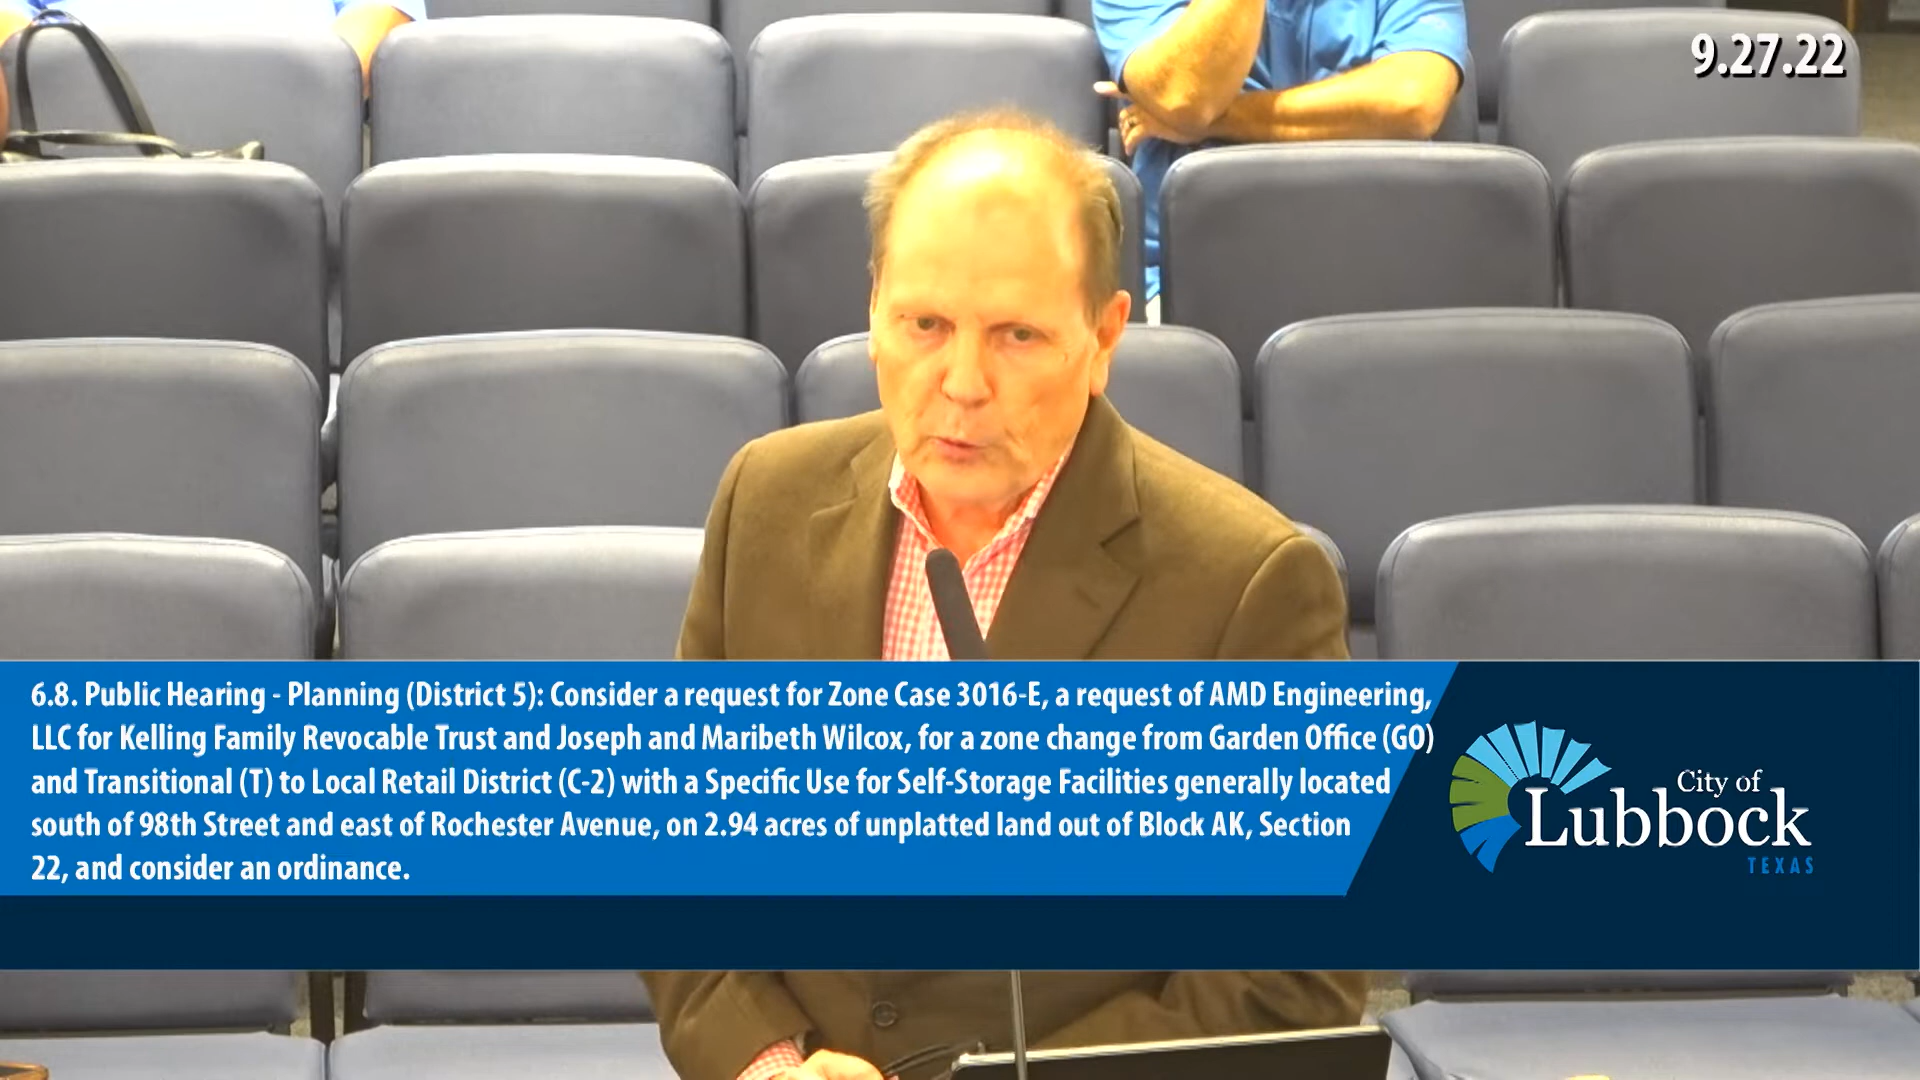 9.27.22
6.8. Public Hearing - Planning (District 5): Consider a request for Zone Case 3016-E, a request of AMD Engineering,
LLC for Kelling Family Revocable Trust and Joseph and Maribeth Wilcox, for a zone change from Garden Office (GO)
and Transitional (T) to Local Retail District (C-2) with a Specific Use for Self-Storage Facilities generally located
south of 98th Street and east of Rochester Avenue, on 2.94 acres of unplatted land out of Block AK, Section
22, and consider an ordinance.
City of
Lubbock
TEXAS